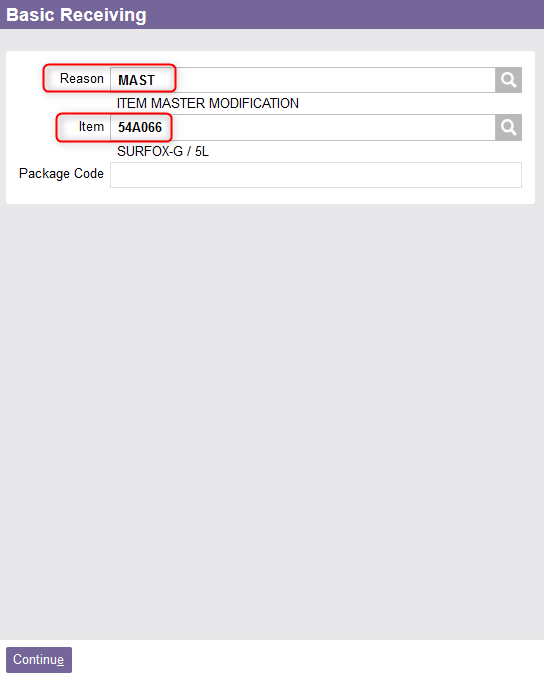 Basic Receiving
Reason MAST
ITEM MASTER MODIFICATION
Item 54A066
SURFOX-G / 5L
Package Code
Continue